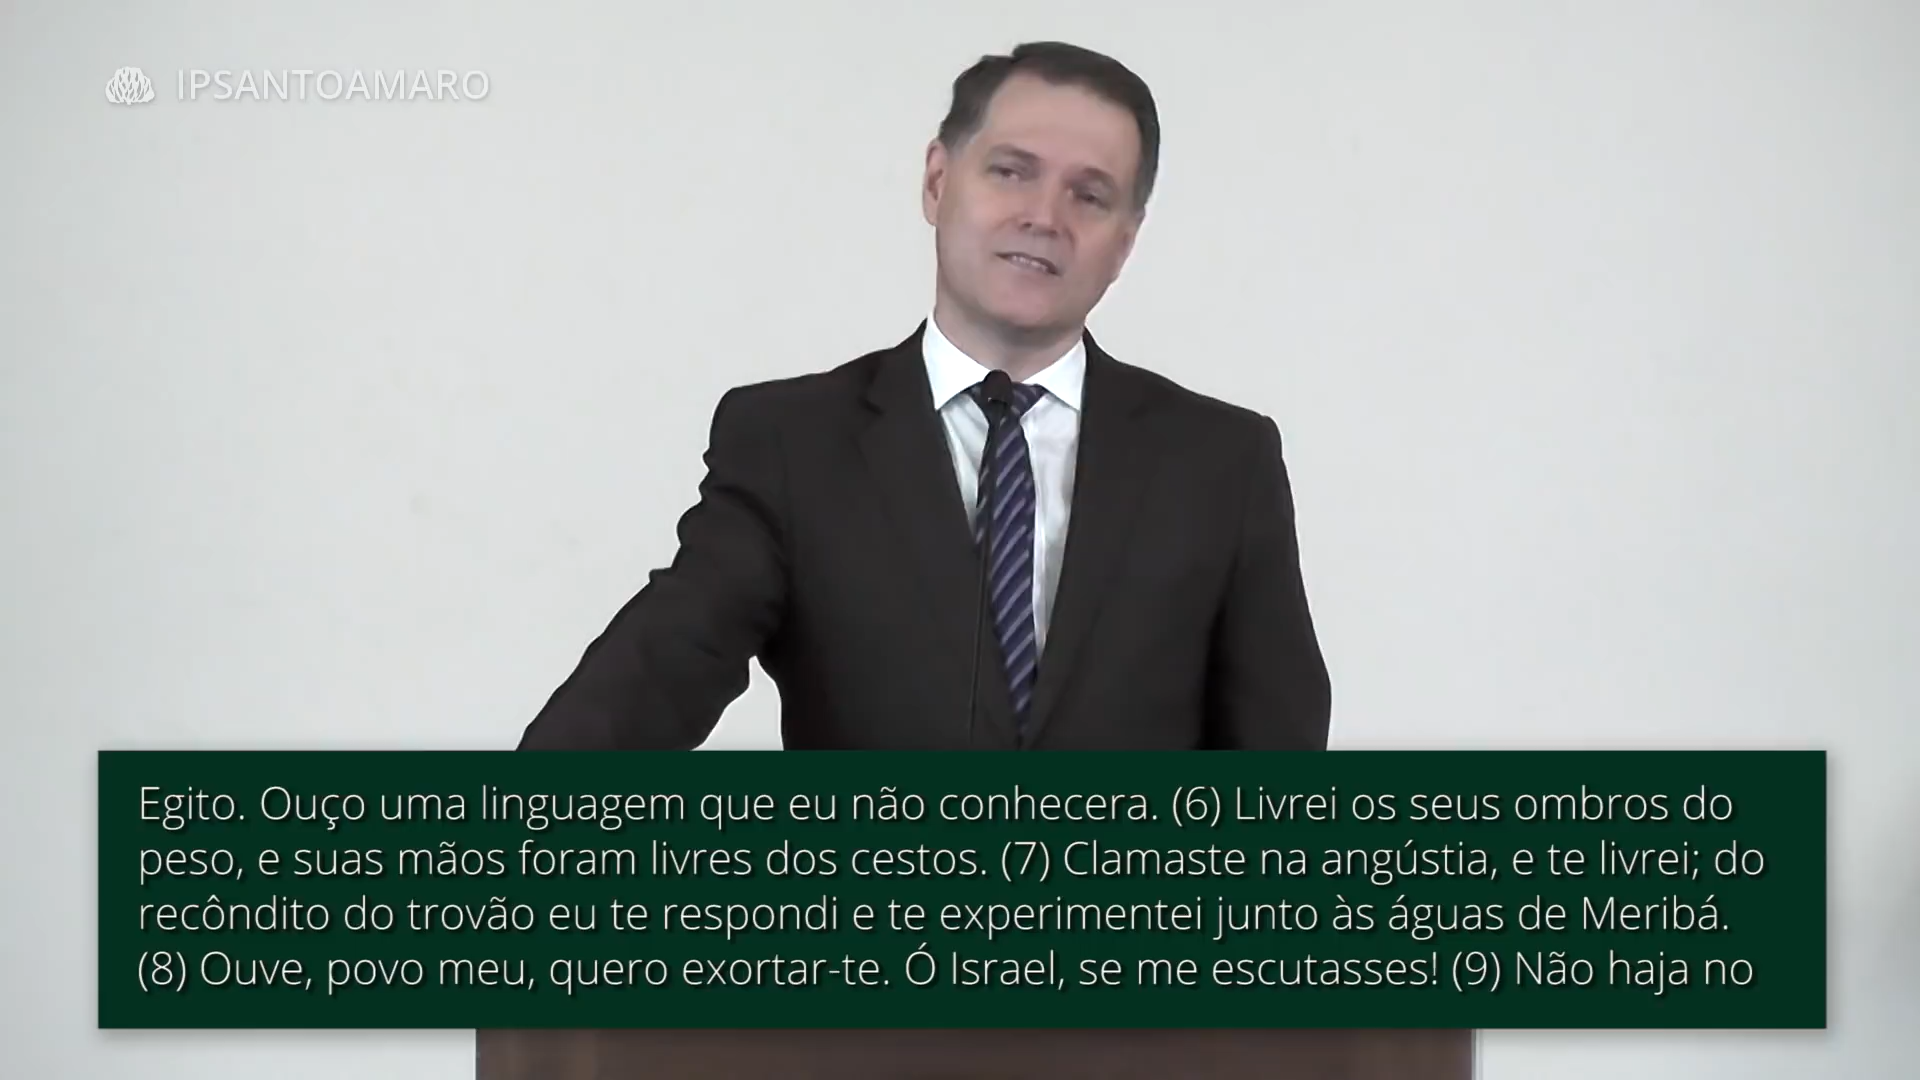 IPSANTOAMARO
Egito. Ouço uma linguagem que eu não conhecera. (6) Livrei os seus ombros do
peso, e suas mãos foram livres dos cestos. (7) Clamaste na angústia, e te livrei; do
recôndito do trovão eu te respondi e te experimentei junto às águas de Meribá.
(8) Ouve, povo meu, quero exortar-te. Ó Israel, se me escutasses! (9) Não haja no